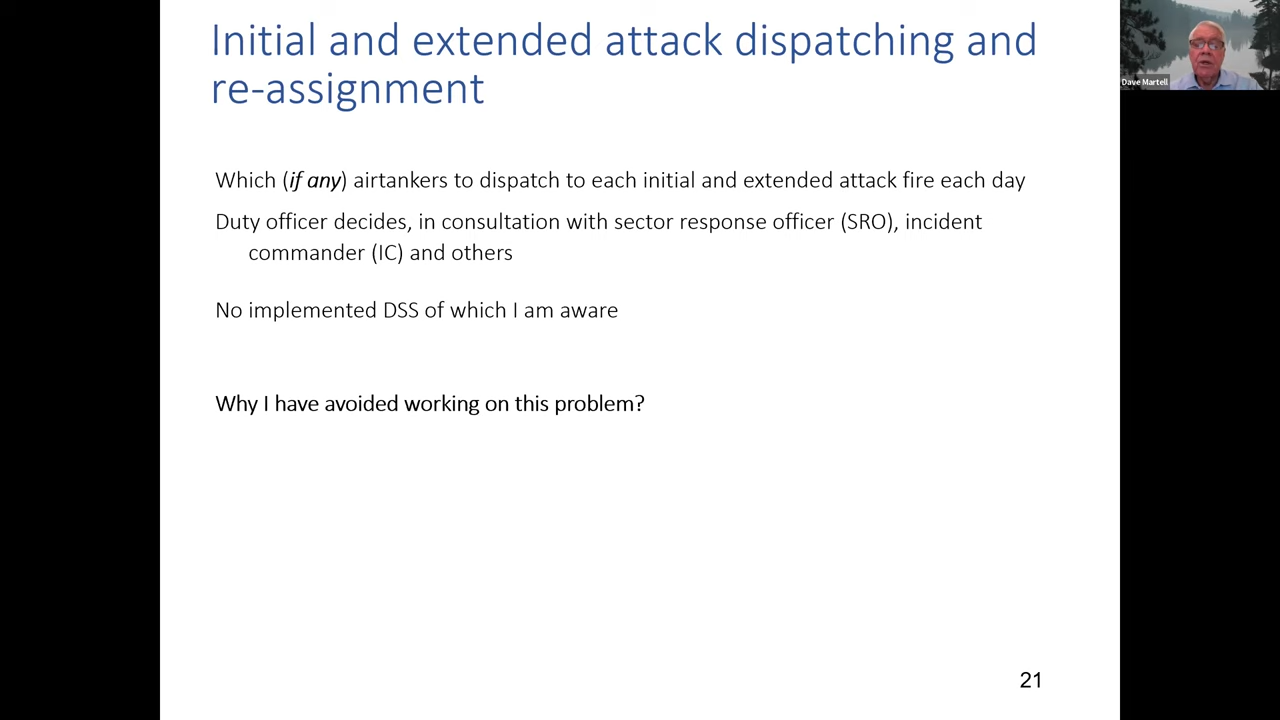 Initial and extended attack dispatching and
re-assignment
Dave Martell
Which (if any) airtankers to dispatch to each initial and extended attack fire each day
Duty officer decides, in consultation with sector response officer (SRO), incident
commander (IC) and others
No implemented DSS of which I am aware
Why I have avoided working on this problem?
21